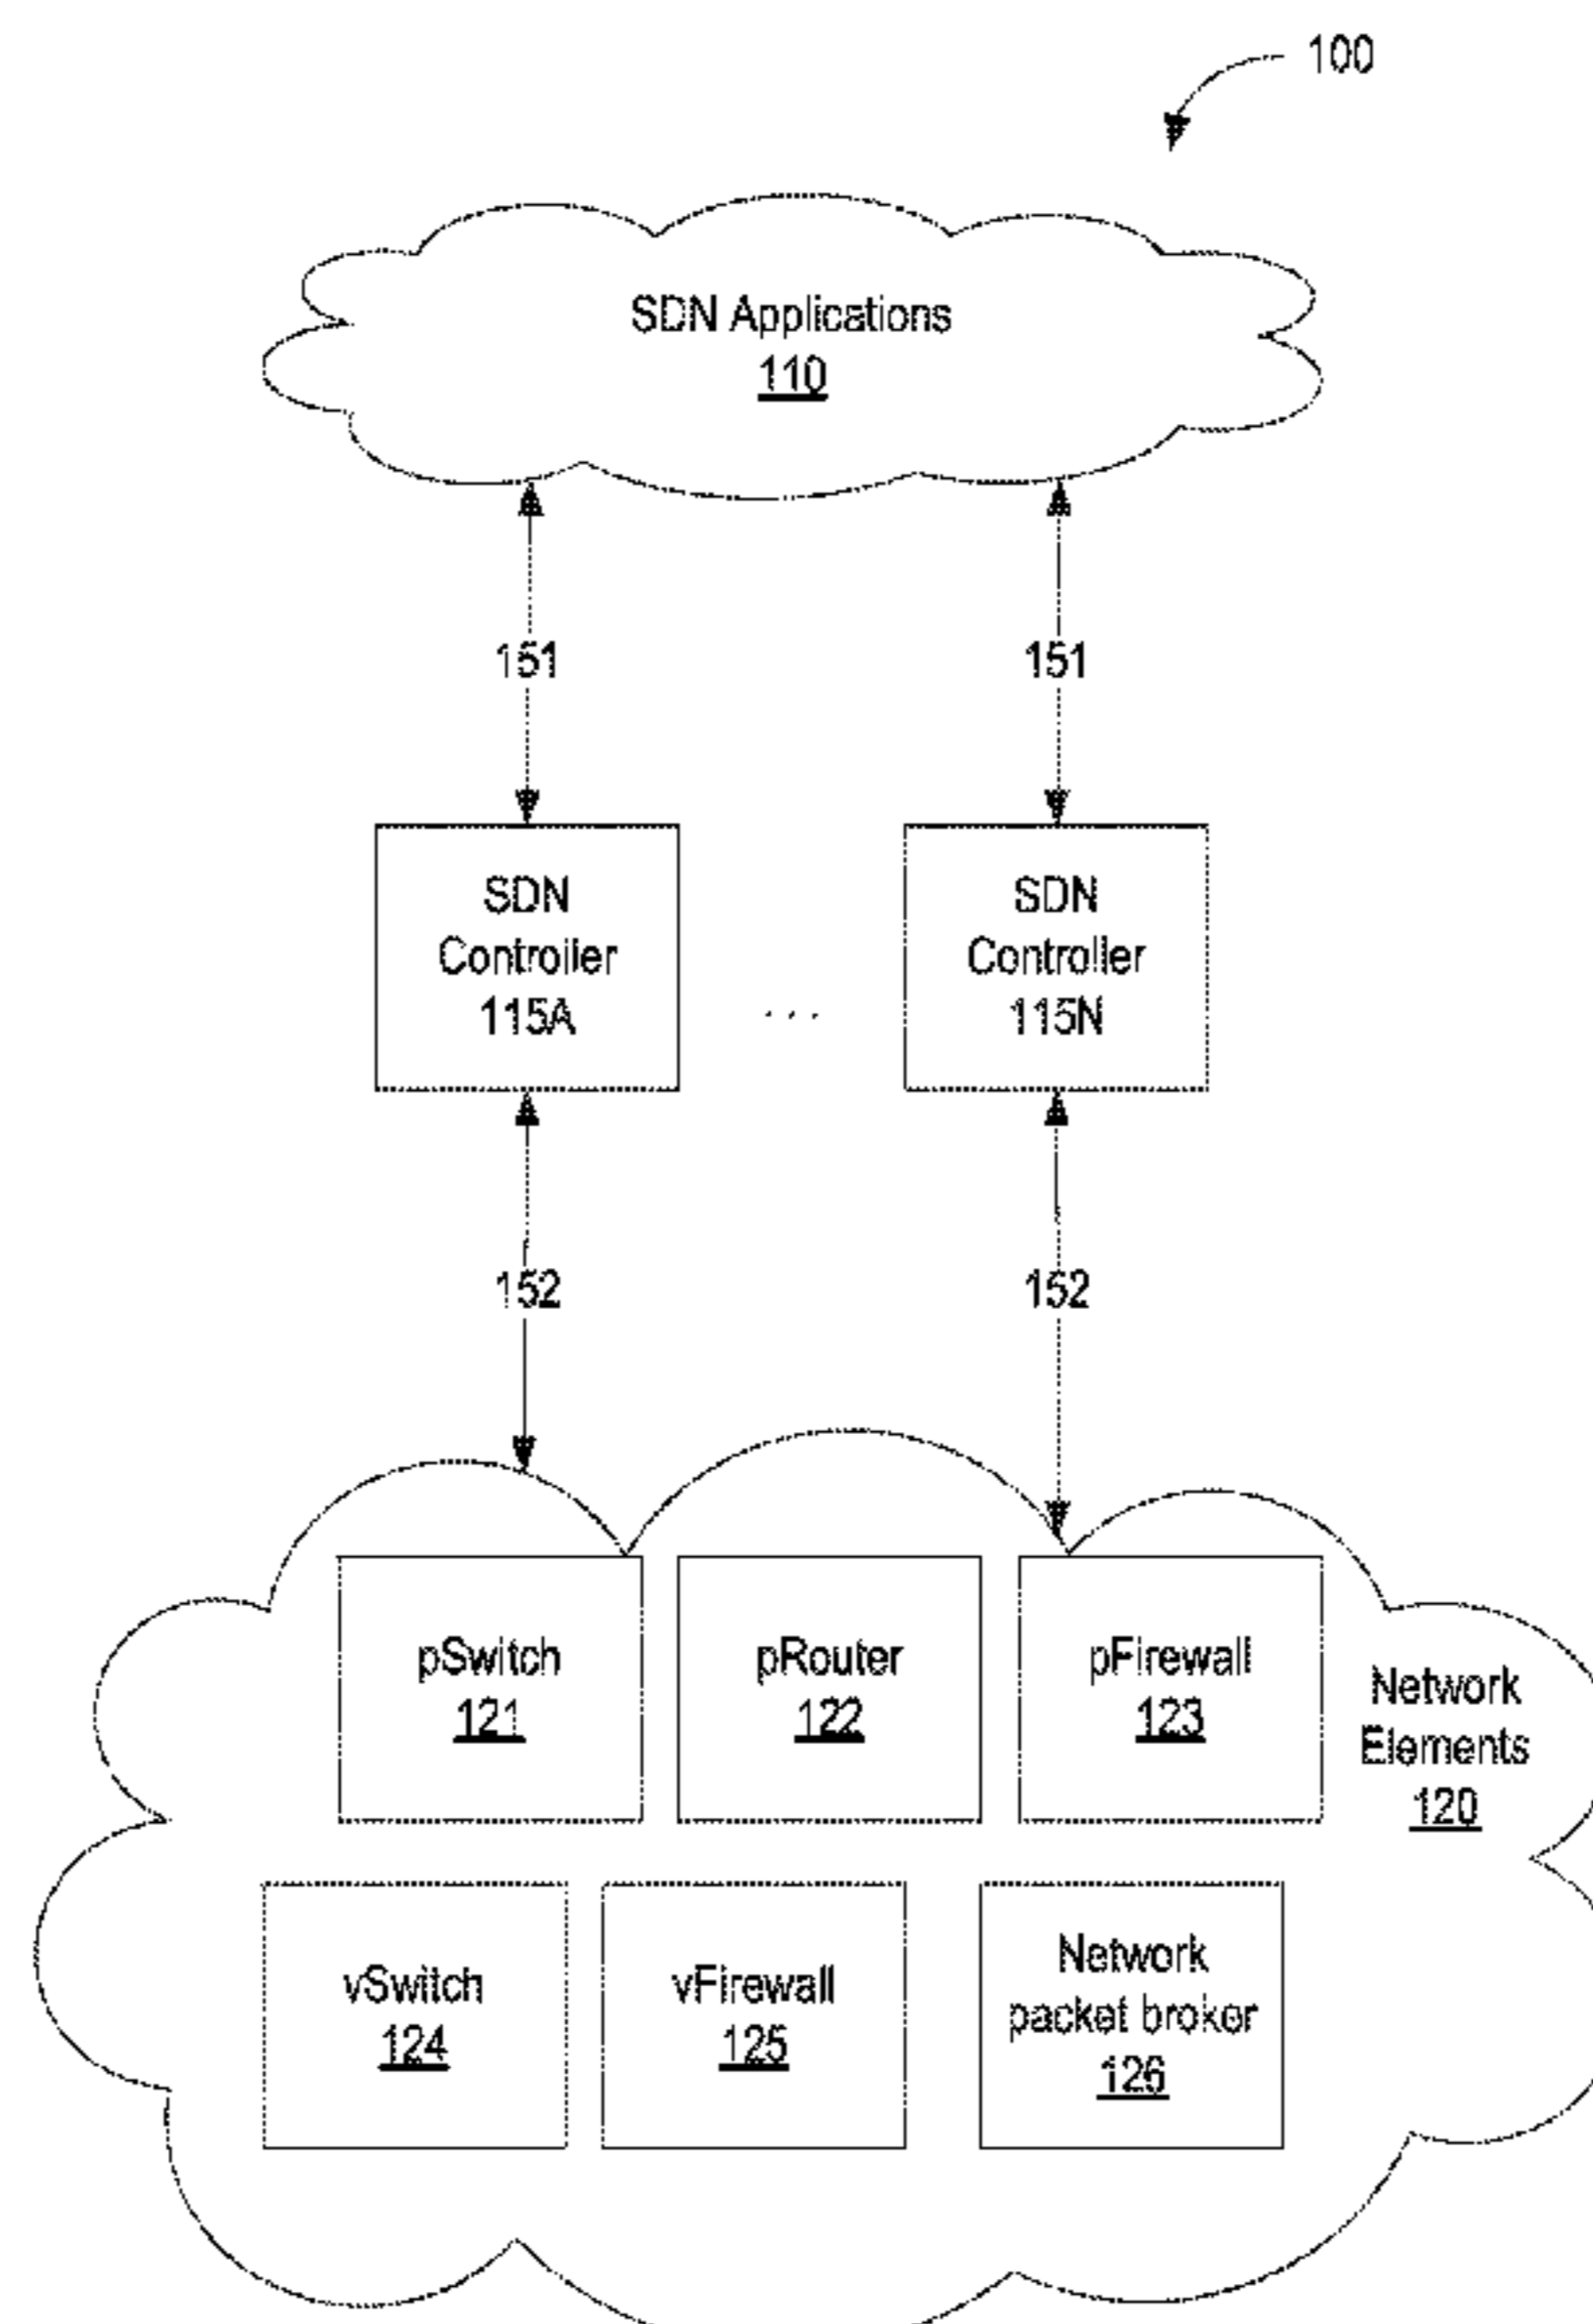 100
SDN Applications
110
151
151
SDN
Controller
115A
...
SDN
Controller
115N
152
152
pSwitch
121
pRouter
122
pFirewall
123
Network
Elements
120
vSwitch
124
vFirewall
125
Network
packet broker
126